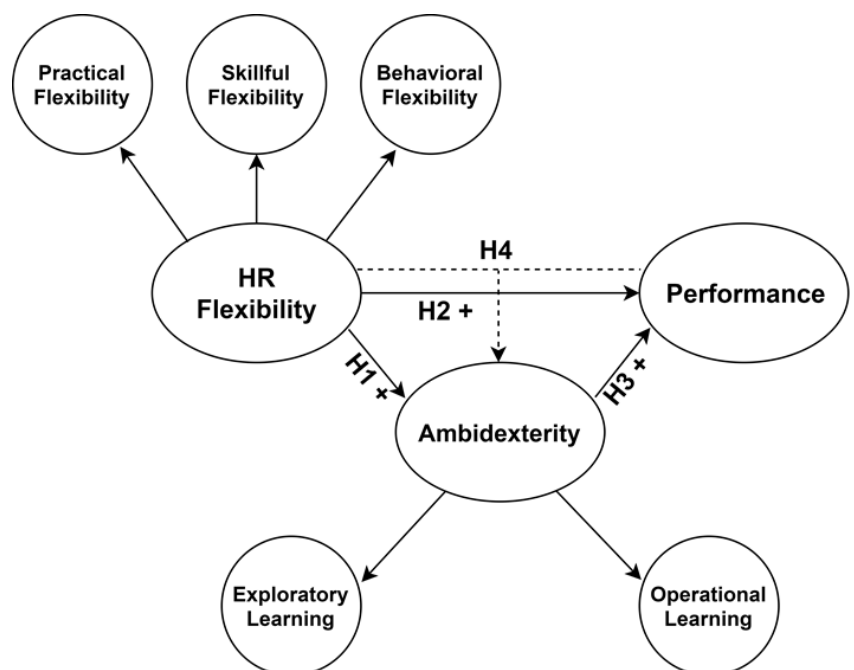 Practical
Flexibility
Skillful
Flexibility
Behavioral
Flexibility
HR
Flexibility
H4
H2 +
Performance
H1 +
H3 +
Ambidexterity
Exploratory
Learning
Operational
Learning